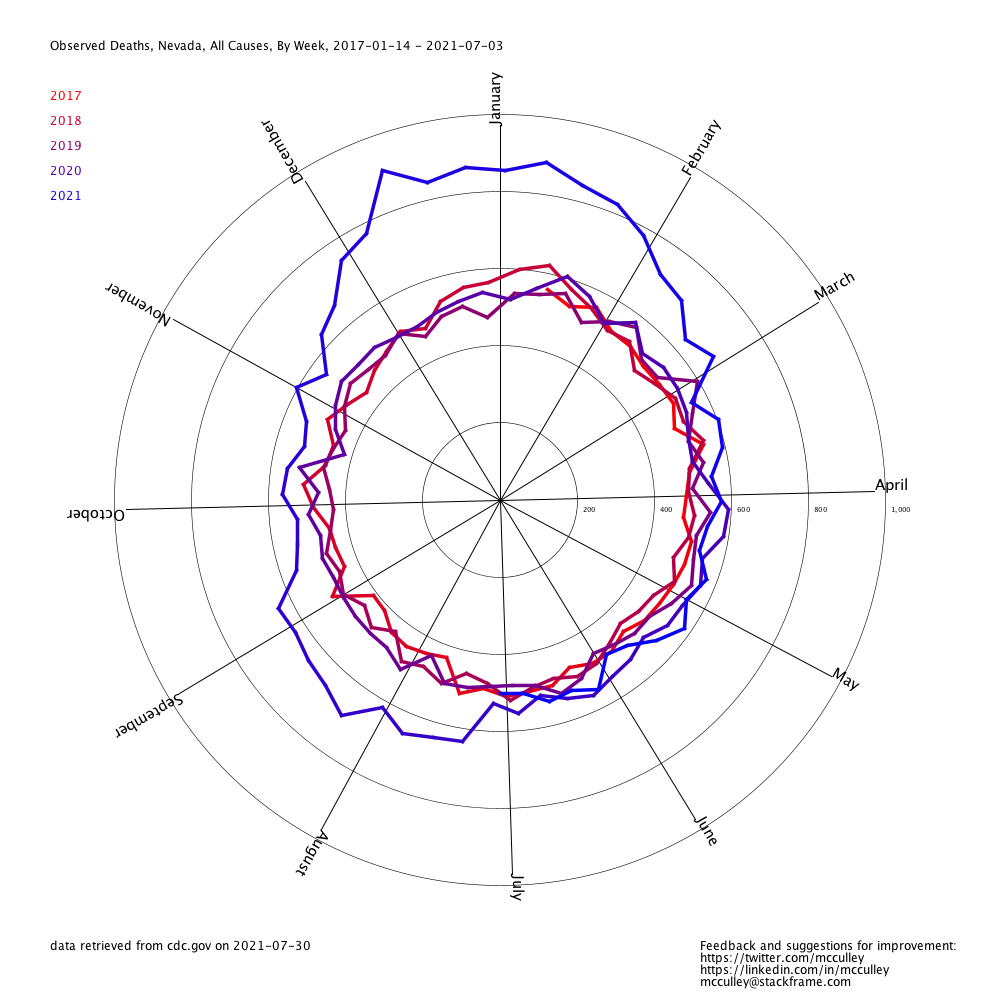 Observed Deaths, Nevada, All Causes, By Week, 2017-01-14 - 2021-07-03
2017
2018
2019
2020
2021
January
February
March
April
May
June
July
August
September
October
November
December
200
400
600
800
1,000
data retrieved from cdc.gov on 2021-07-30
Feedback and suggestions for improvement:
https://twitter.com/mcculley
https://linkedin.com/in/mcculley
mcculley@stackframe.com